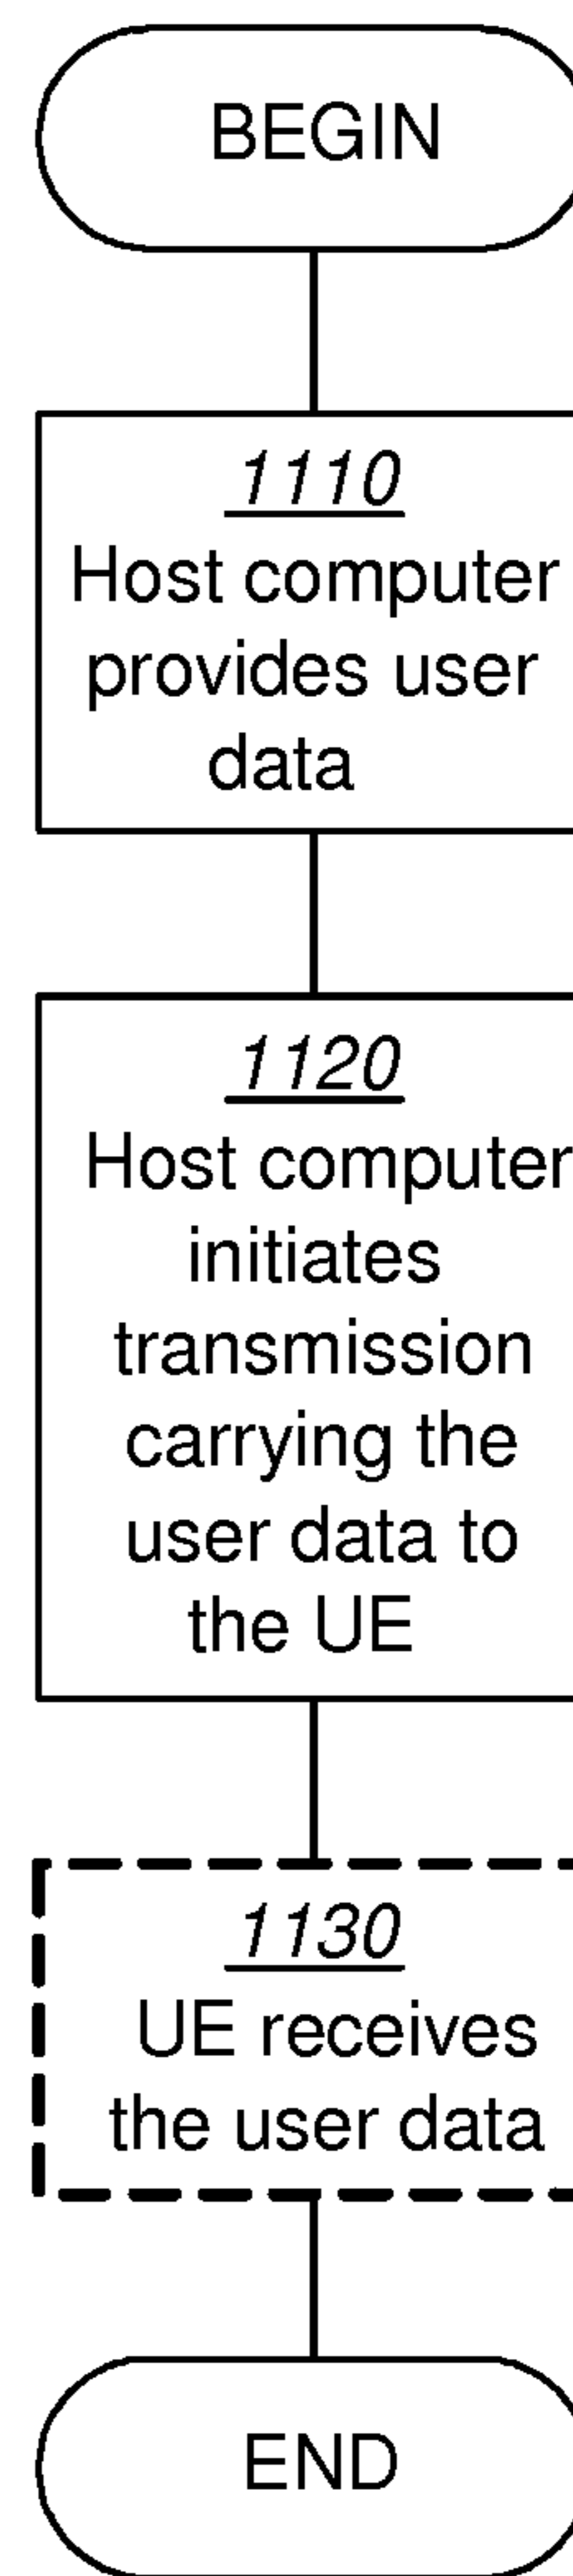 BEGIN
1110
Host computer
provides user
data
1120
Host computer
initiates
transmission
carrying the
user data to
the UE
1130
UE receives
the user data
END